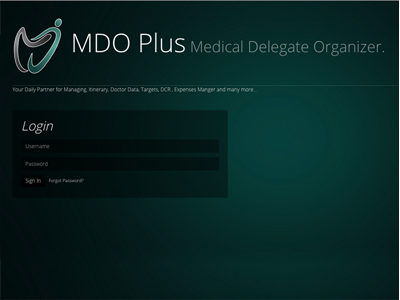 MDO Plus Medical Delegate Organizer.
Your Daily Partner for Managing, Itinerary, Doctor Data, Targets, DCR , Expenses Manger and many more.
Login
Username
Password
Sign In Forgot Password?